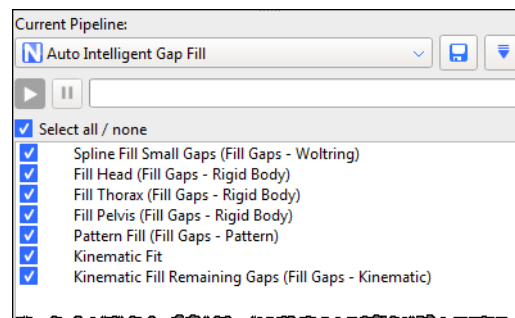 Current Pipeline:
Auto Intelligent Gap Fill
Select all / none
Spline Fill Small Gaps (Fill Gaps - Woltring)
Fill Head (Fill Gaps - Rigid Body)
Fill Thorax (Fill Gaps - Rigid Body)
Fill Pelvis (Fill Gaps - Rigid Body)
Pattern Fill (Fill Gaps - Pattern)
Kinematic Fit
Kinematic Fill Remaining Gaps (Fill Gaps - Kinematic)